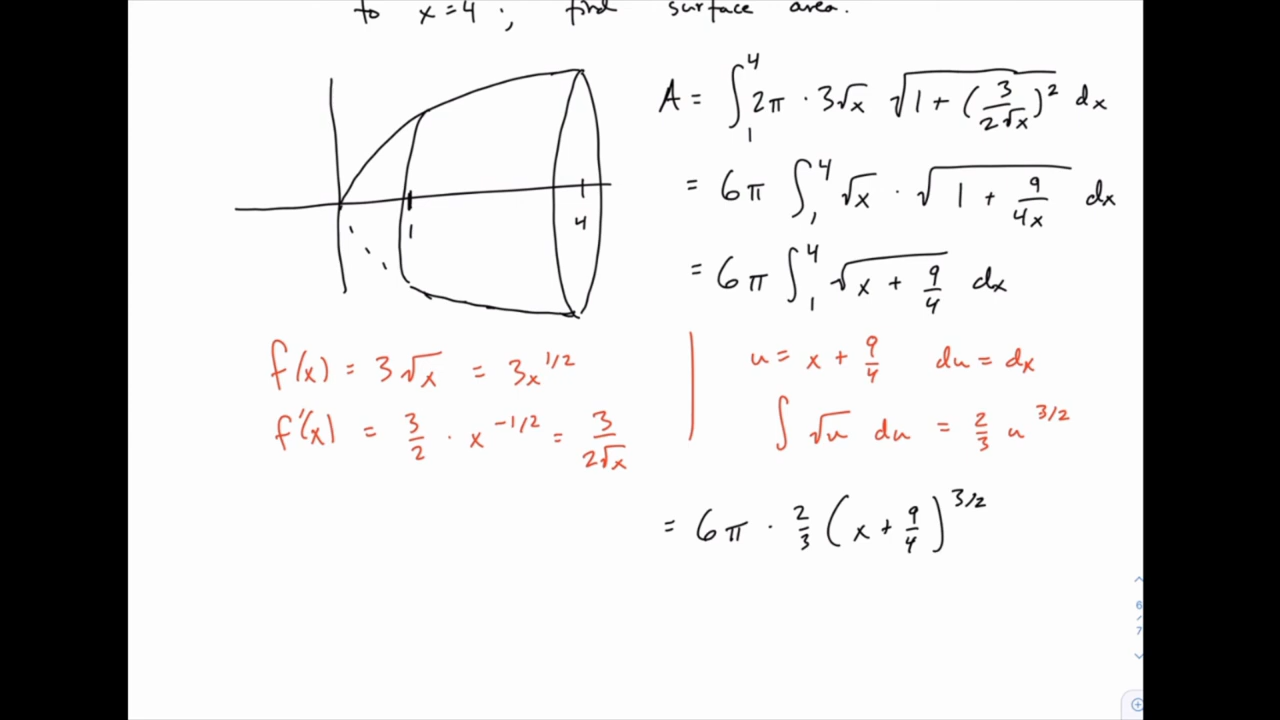 to x = 4 ; find surface area.
A = ∫₁⁴ 2π · 3√x √(1 + (3/(2√x))²) dx
= 6π ∫₁⁴ √x · √(1 + 9/(4x)) dx
= 6π ∫₁⁴ √(x + 9/4) dx
1
4
f(x) = 3√x = 3x^(1/2)
f'(x) = 3/2 · x^(-1/2) = 3/(2√x)
u = x + 9/4 du = dx
∫ √u du = 2/3 u^(3/2)
= 6π · 2/3 (x + 9/4)^(3/2)
6
/
7